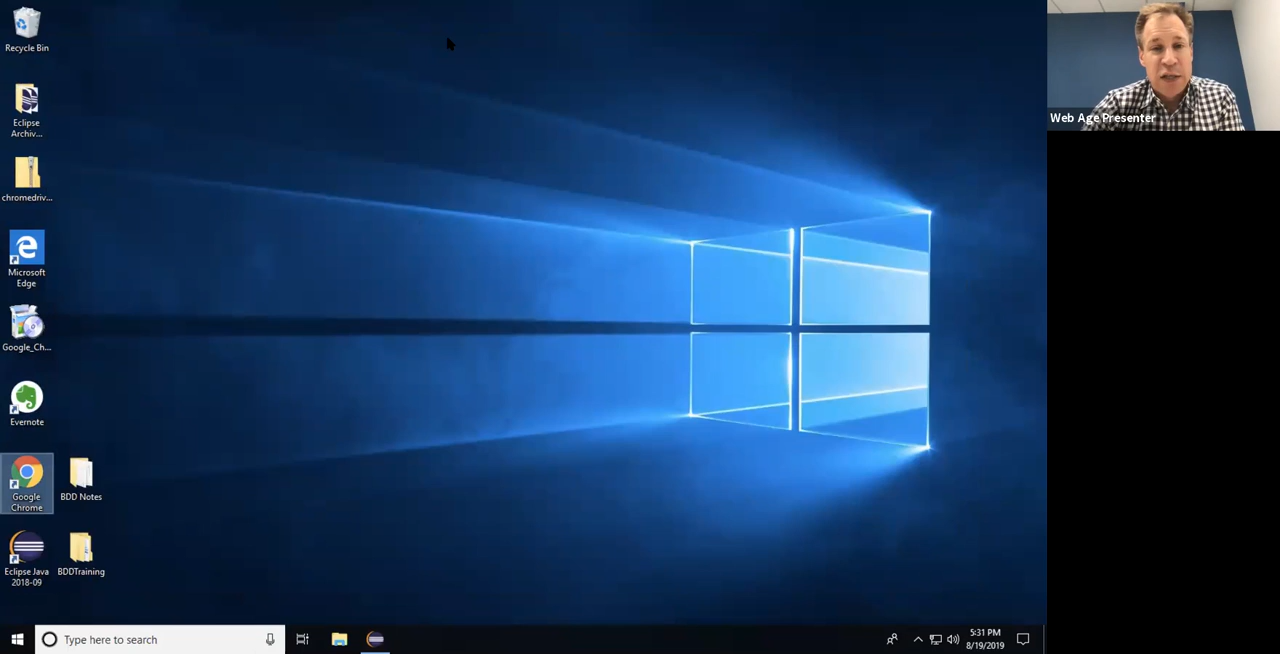 Recycle Bin
Eclipse
Archiv...
chromedriv...
Microsoft
Edge
Google_Ch...
Evernote
Google
Chrome
BDD Notes
Eclipse Java
2018-09
BDDTraining
Type here to search
5:31 PM
8/19/2019
Web Age Presenter